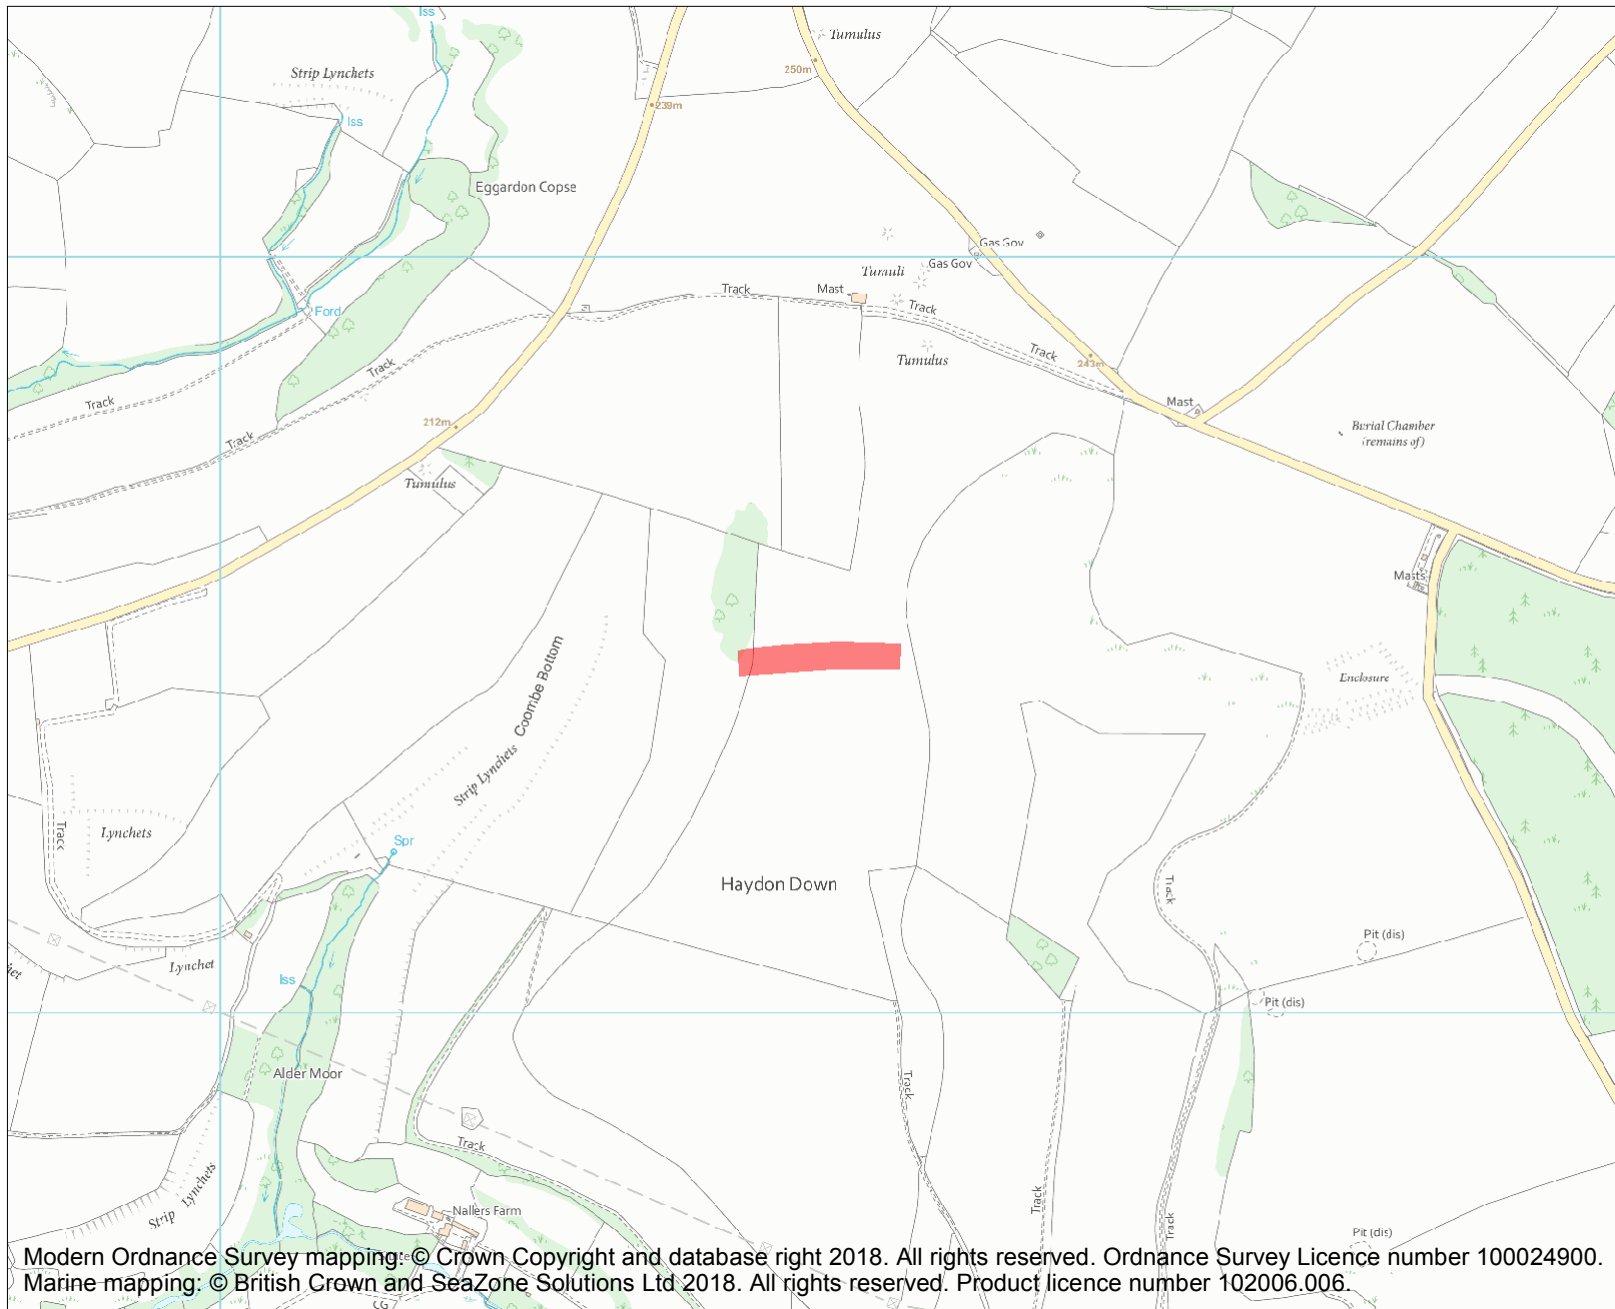 Iss
Tumulus
Strip Lynchets
250m
239m
Iss
Eggardon Copse
Gas Gov
Gas Gov
Tumuli
Mast
Track
Track
Ford
Track
Tumulus
Track
243m
Track
Mast
212m
Track
Burial Chamber
(remains of)
Tumulus
Masts
Coombe Bottom
Enclosure
Strip Lynchets
Track
Lynchets
Spr
Haydon Down
Track
Pit (dis)
Lynchet
Iss
Pit (dis)
Alder Moor
Track
Track
Strip Lynchets
Track
Nallers Farm
Track
Pit (dis)
Modern Ordnance Survey mapping: © Crown Copyright and database right 2018. All rights reserved. Ordnance Survey Licence number 100024900.
Marine mapping: © British Crown and SeaZone Solutions Ltd 2018. All rights reserved. Product licence number 102006.006.